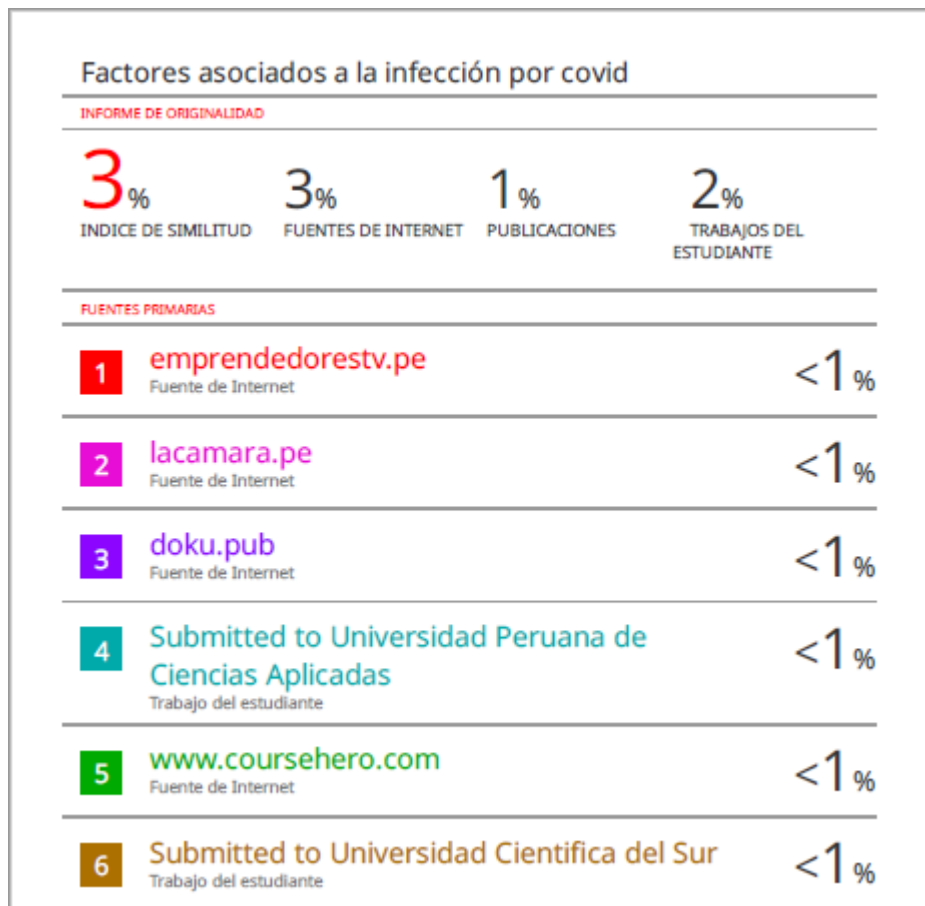 Factores asociados a la infección por covid
INFORME DE ORIGINALIDAD
3% 3% 1% 2%
INDICE DE SIMILITUD FUENTES DE INTERNET PUBLICACIONES TRABAJOS DEL
ESTUDIANTE
FUENTES PRIMARIAS
1 emprendedorestv.pe <1%
Fuente de Internet
2 lacamara.pe <1%
Fuente de Internet
3 doku.pub <1%
Fuente de Internet
4 Submitted to Universidad Peruana de <1%
Ciencias Aplicadas
Trabajo del estudiante
5 www.coursehero.com <1%
Fuente de Internet
6 Submitted to Universidad Cientifica del Sur <1%
Trabajo del estudiante